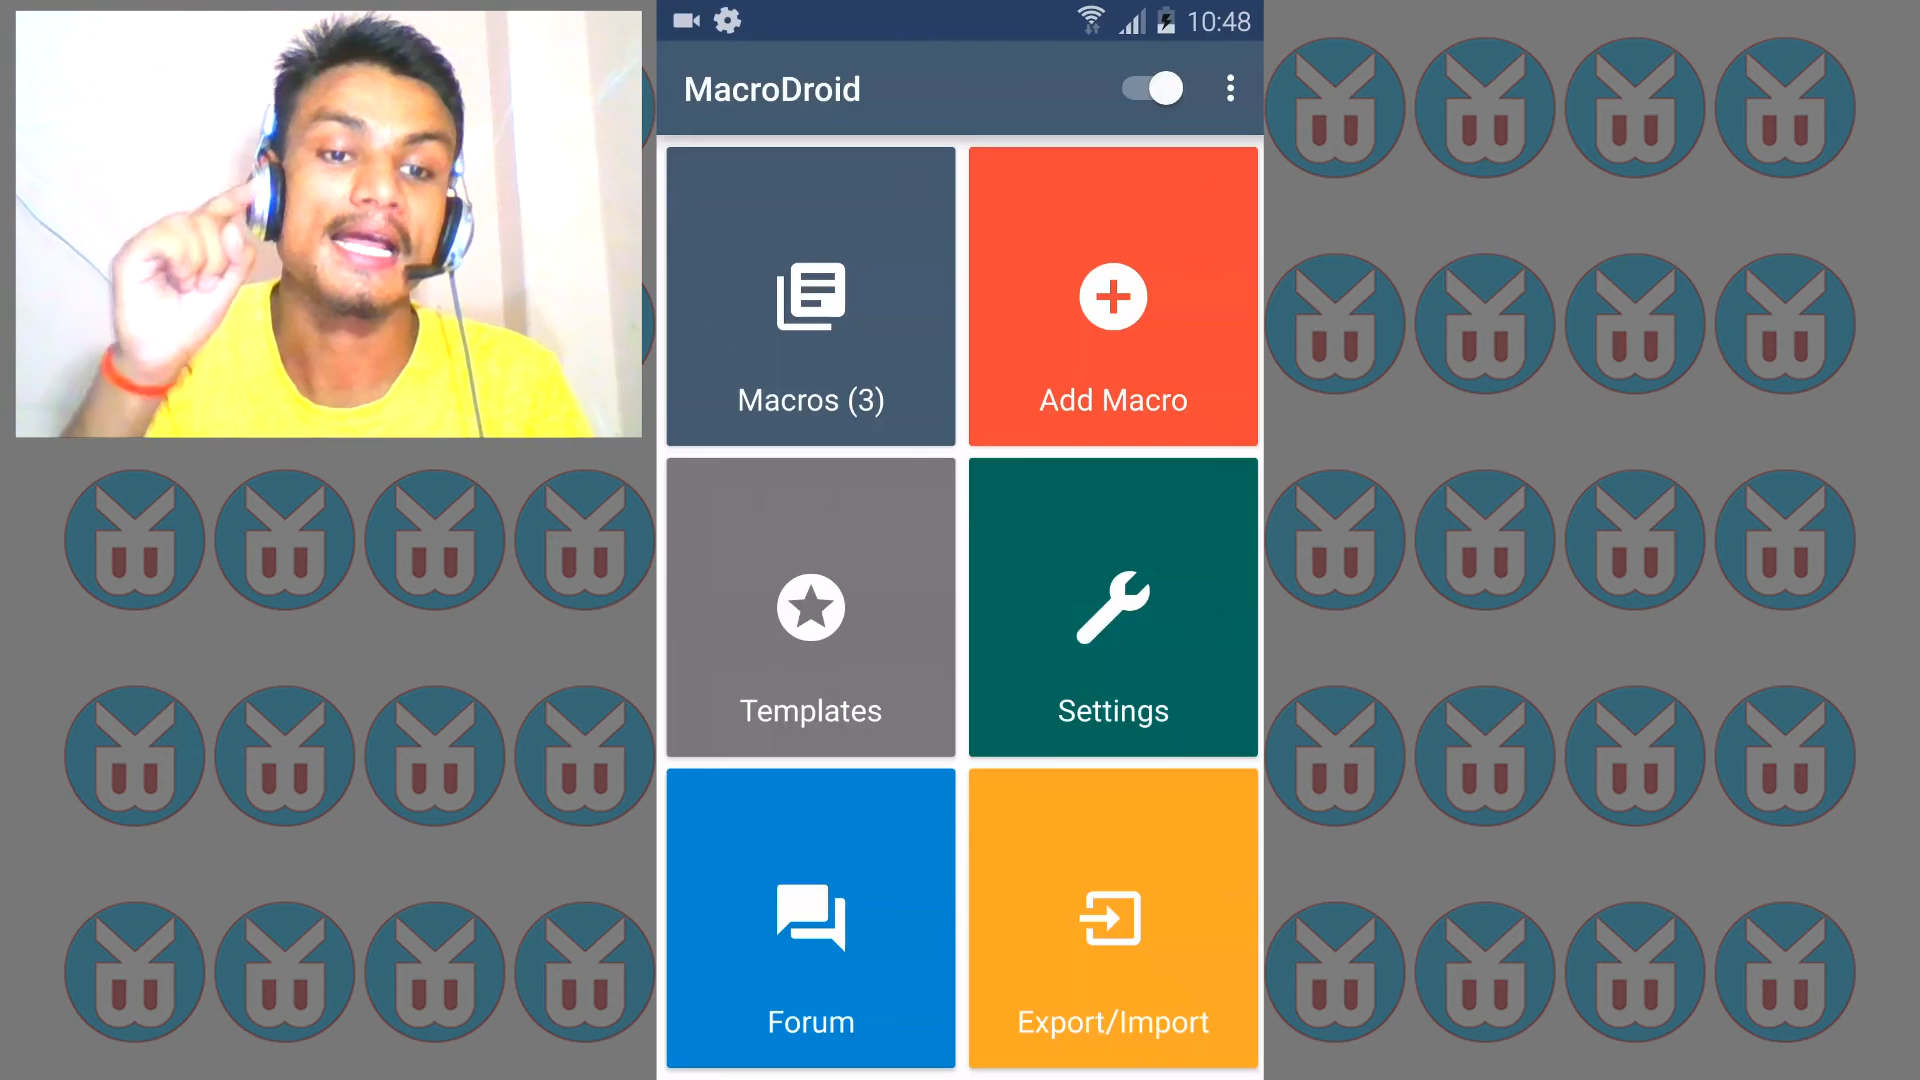 10:48
MacroDroid
Macros (3)
Add Macro
Templates
Settings
Forum
Export/Import